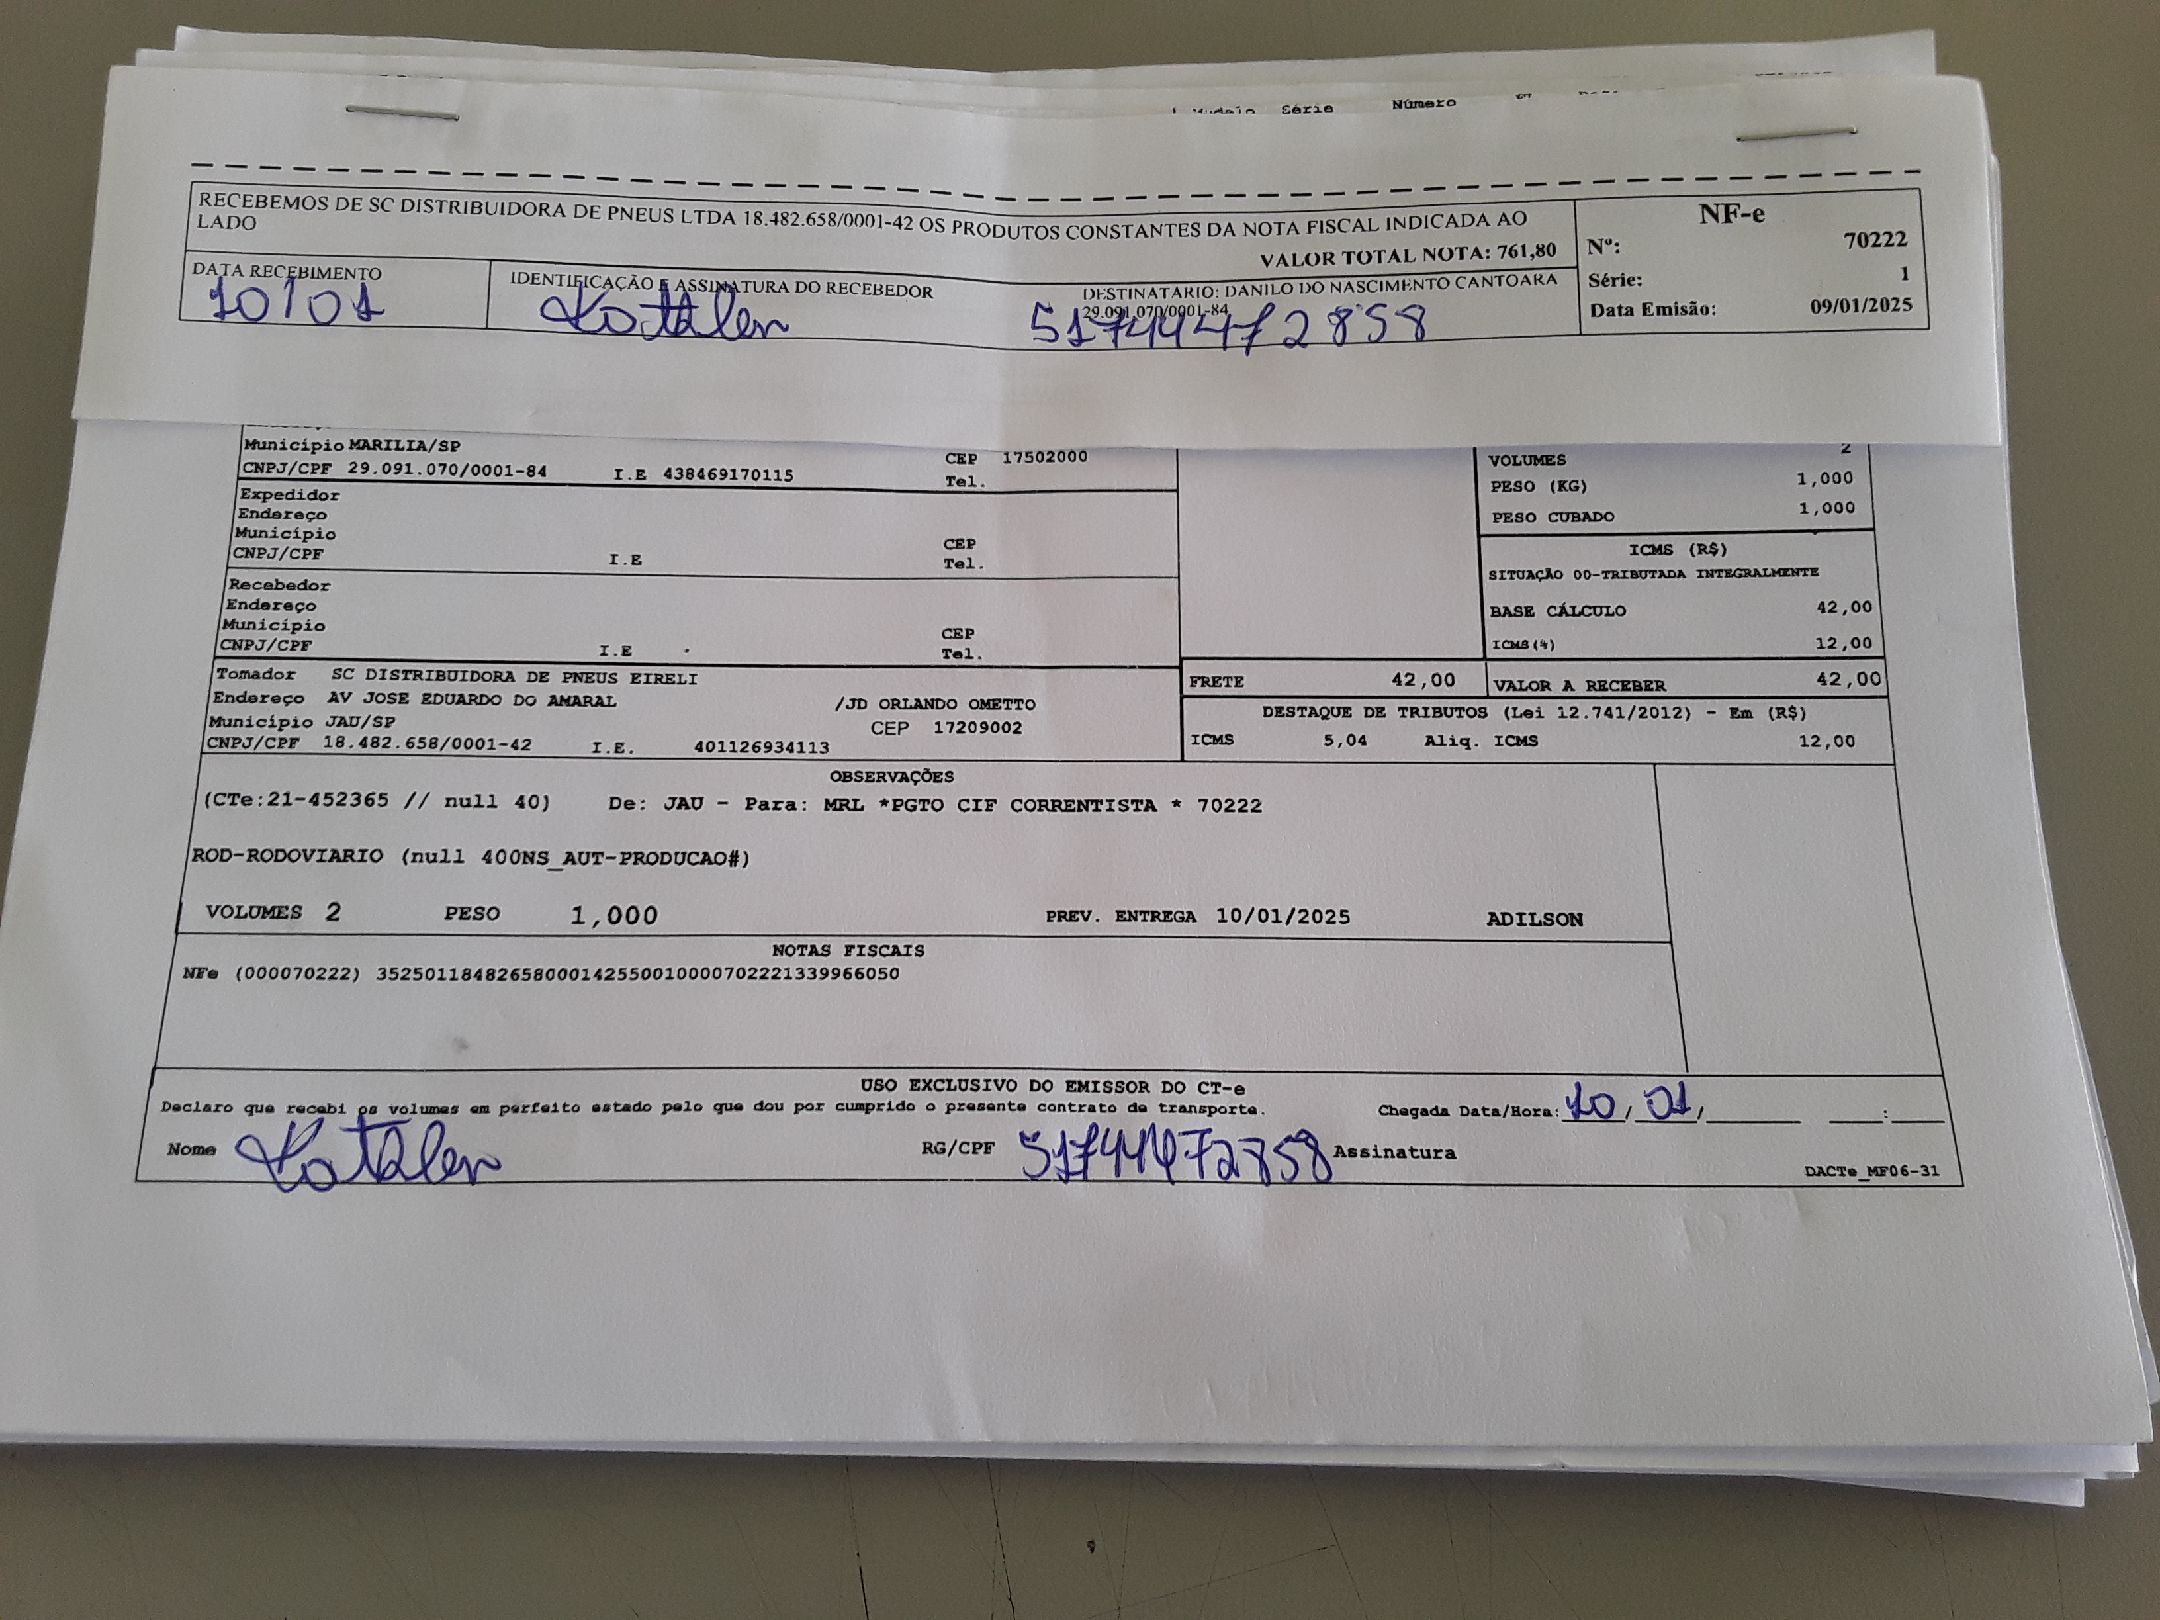 Série Número
RECEBEMOS DE SC DISTRIBUIDORA DE PNEUS LTDA 18.482.658/0001-42 OS PRODUTOS CONSTANTES DA NOTA FISCAL INDICADA AO
LADO
VALOR TOTAL NOTA: 761,80
NF-e
Nº: 70222
Série: 1
Data Emisão: 09/01/2025
DATA RECEBIMENTO
10/01
IDENTIFICAÇÃO E ASSINATURA DO RECEBEDOR
DESTINATÁRIO: DANILO DO NASCIMENTO CANTOARA
29.091.070/0001-84
Município MARILIA/SP
CEP 17502000
CNPJ/CPF 29.091.070/0001-84 I.E 438469170115 Tel.
Expedidor
Endereço
Município CEP
CNPJ/CPF I.E Tel.
Recebedor
Endereço
Município CEP
CNPJ/CPF I.E Tel.
Tomador SC DISTRIBUIDORA DE PNEUS EIRELI
Endereço AV JOSE EDUARDO DO AMARAL /JD ORLANDO OMETTO
Município JAU/SP CEP 17209002
CNPJ/CPF 18.482.658/0001-42 I.E. 401126934113
VOLUMES 2
PESO (KG) 1,000
PESO CUBADO 1,000
ICMS (R$)
SITUAÇÃO 00-TRIBUTADA INTEGRALMENTE
BASE CÁLCULO 42,00
ICMS(%) 12,00
FRETE 42,00 VALOR A RECEBER 42,00
DESTAQUE DE TRIBUTOS (Lei 12.741/2012) - Em (R$)
ICMS 5,04 Aliq. ICMS 12,00
OBSERVAÇÕES
(CTe:21-452365 // null 40) De: JAU - Para: MRL *PGTO CIF CORRENTISTA * 70222
ROD-RODOVIARIO (null 400NS_AUT-PRODUCAO#)
VOLUMES 2 PESO 1,000 PREV. ENTREGA 10/01/2025 ADILSON
NOTAS FISCAIS
NFe (000070222) 35250118482658000142550010000702221339966050
USO EXCLUSIVO DO EMISSOR DO CT-e
Declaro que recebi os volumes em perfeito estado pelo que dou por cumprido o presente contrato de transporte. Chegada Data/Hora: 10 / 01 / :
Nome RG/CPF 51744472858 Assinatura
DACTe_MF06-31